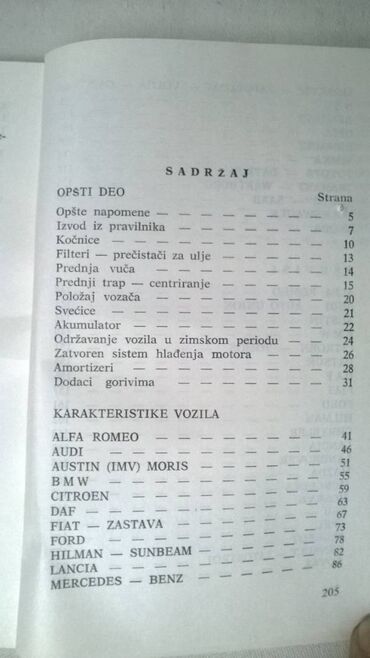 SADRŽAJ
OPSTI DEO Strana
Opšte napomene — — — — — — — 5
Izvod iz pravilnika — — — — — — 7
Kočnice — — — — — — — — 10
Filteri — prečistači za ulje — — — — 13
Prednja vuča — — — — — — — 14
Prednji trap — centriranje — — — — 15
Položaj vozača — — — — — — — 20
Svećice — — — — — — — — 21
Akumulator — — — — — — — 22
Održavanje vozila u zimskom periodu — 24
Zatvoren sistem hlađenja motora — — 26
Amortizeri — — — — — — — 28
Dodaci gorivima — — — — — — 31
KARAKTERISTIKE VOZILA
ALFA ROMEO — — — — — — — 41
AUDI — — — — — — — — 46
AUSTIN (IMV) MORIS — — — — — 51
B M W — — — — — — — — 55
CITROEN — — — — — — — 59
DAF — — — — — — — — 63
FIAT — ZASTAVA — — — — — 67
FORD — — — — — — — — 73
HILMAN — SUNBEAM — — — — — 78
LANCIA — — — — — — — 82
MERCEDES — BENZ — — — — — 86
205